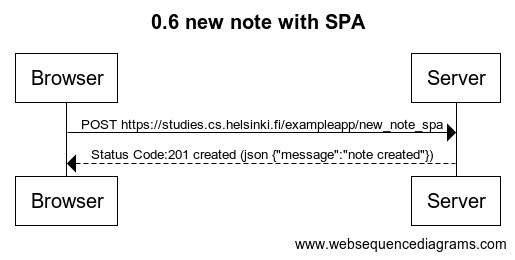 0.6 new note with SPA
Browser
Server
POST https://studies.cs.helsinki.fi/exampleapp/new_note_spa
Status Code:201 created (json {"message":"note created"})
Browser
Server
www.websequencediagrams.com